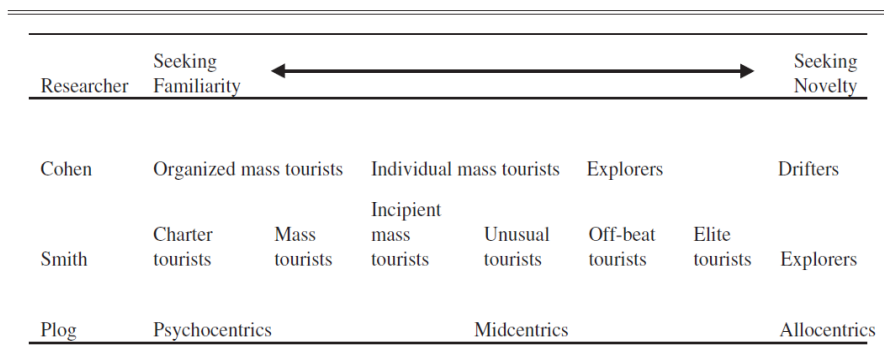 Seeking Seeking
Researcher Familiarity Novelty
Cohen Organized mass tourists Individual mass tourists Explorers Drifters
Incipient
Charter Mass mass Unusual Off-beat Elite
Smith tourists tourists tourists tourists tourists tourists Explorers
Plog Psychocentrics Midcentrics Allocentrics